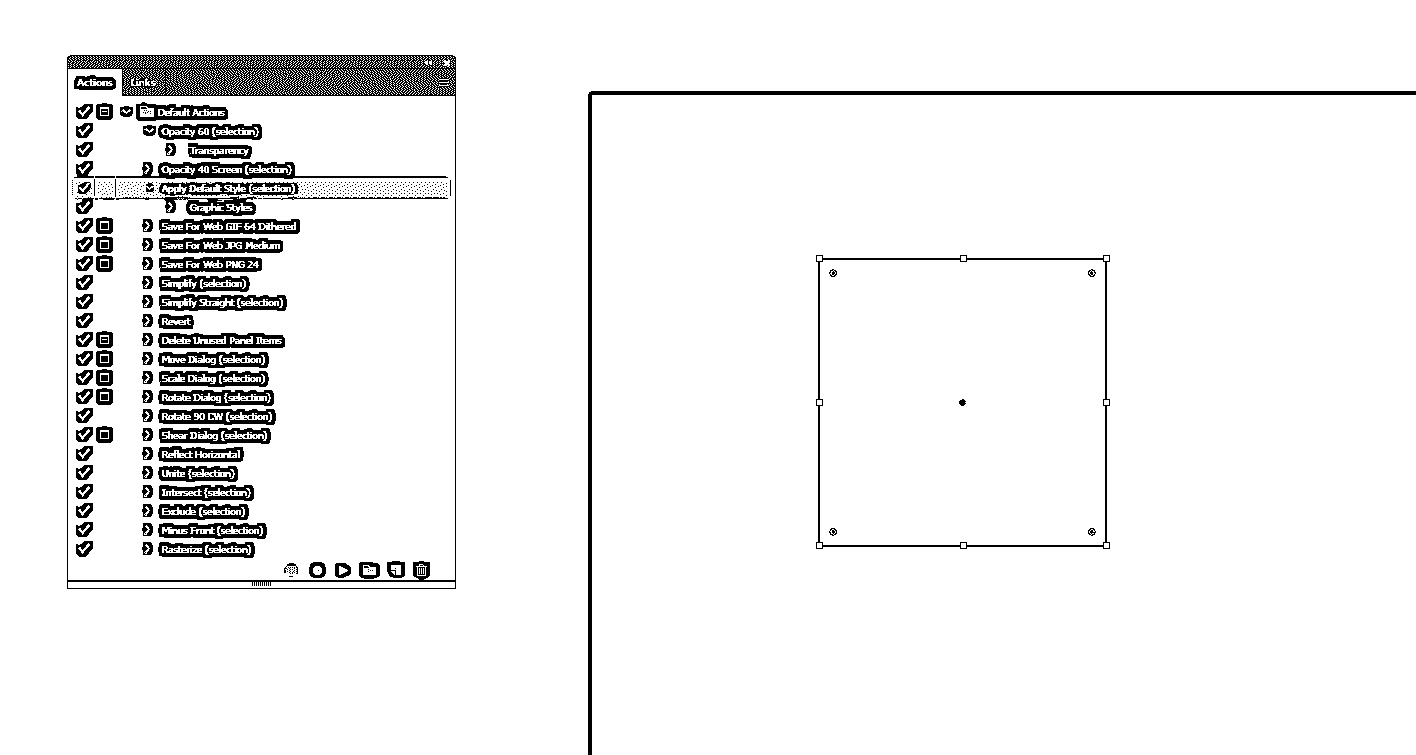 Actions Links
Default Actions
Opacity 60 (selection)
Transparency
Opacity 40 Screen (selection)
Apply Default Style (selection)
Graphic Styles
Save For Web GIF 64 Dithered
Save For Web JPG Medium
Save For Web PNG 24
Simplify (selection)
Simplify Straight (selection)
Revert
Delete Unused Panel Items
Move Dialog (selection)
Scale Dialog (selection)
Rotate Dialog (selection)
Rotate 90 CW (selection)
Shear Dialog (selection)
Reflect Horizontal
Unite (selection)
Intersect (selection)
Exclude (selection)
Minus Front (selection)
Rasterize (selection)